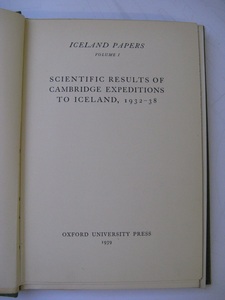 ICELAND PAPERS
VOLUME I
SCIENTIFIC RESULTS OF
CAMBRIDGE EXPEDITIONS
TO ICELAND, 1932-38
OXFORD UNIVERSITY PRESS
1939